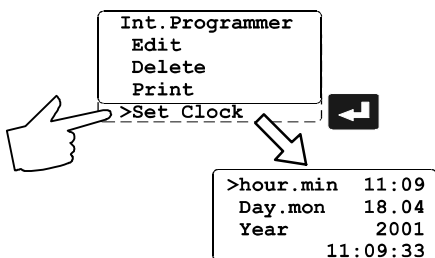 Int.Programmer
Edit
Delete
Print
>Set Clock
>hour.min 11:09
Day.mon 18.04
Year 2001
11:09:33